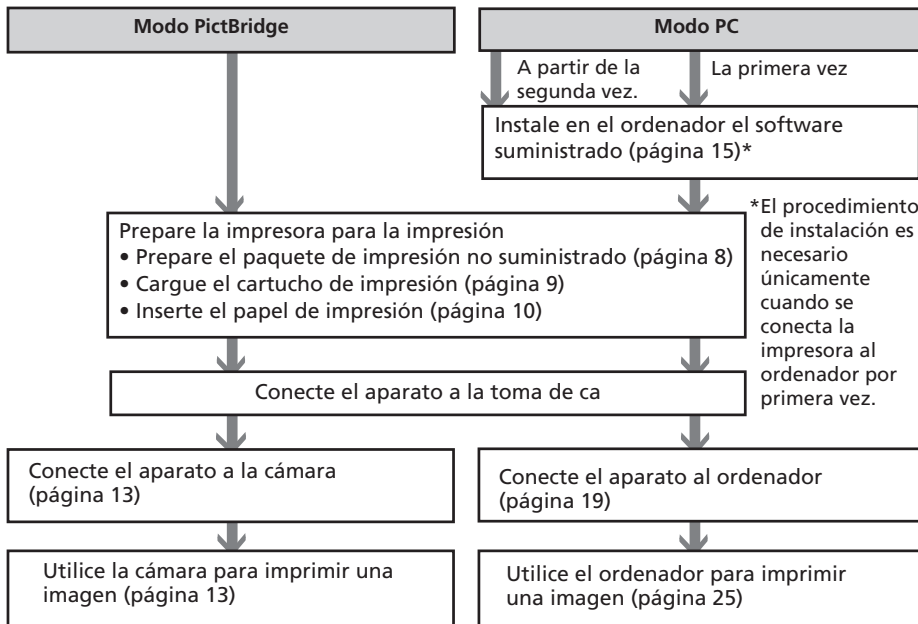 Modo PictBridge
Modo PC
A partir de la
segunda vez.
La primera vez
Instale en el ordenador el software
suministrado (página 15)*
Prepare la impresora para la impresión
• Prepare el paquete de impresión no suministrado (página 8)
• Cargue el cartucho de impresión (página 9)
• Inserte el papel de impresión (página 10)
*El procedimiento
de instalación es
necesario
únicamente
cuando se
conecta la
impresora al
ordenador por
primera vez.
Conecte el aparato a la toma de ca
Conecte el aparato a la cámara
(página 13)
Conecte el aparato al ordenador
(página 19)
Utilice la cámara para imprimir una
imagen (página 13)
Utilice el ordenador para imprimir
una imagen (página 25)